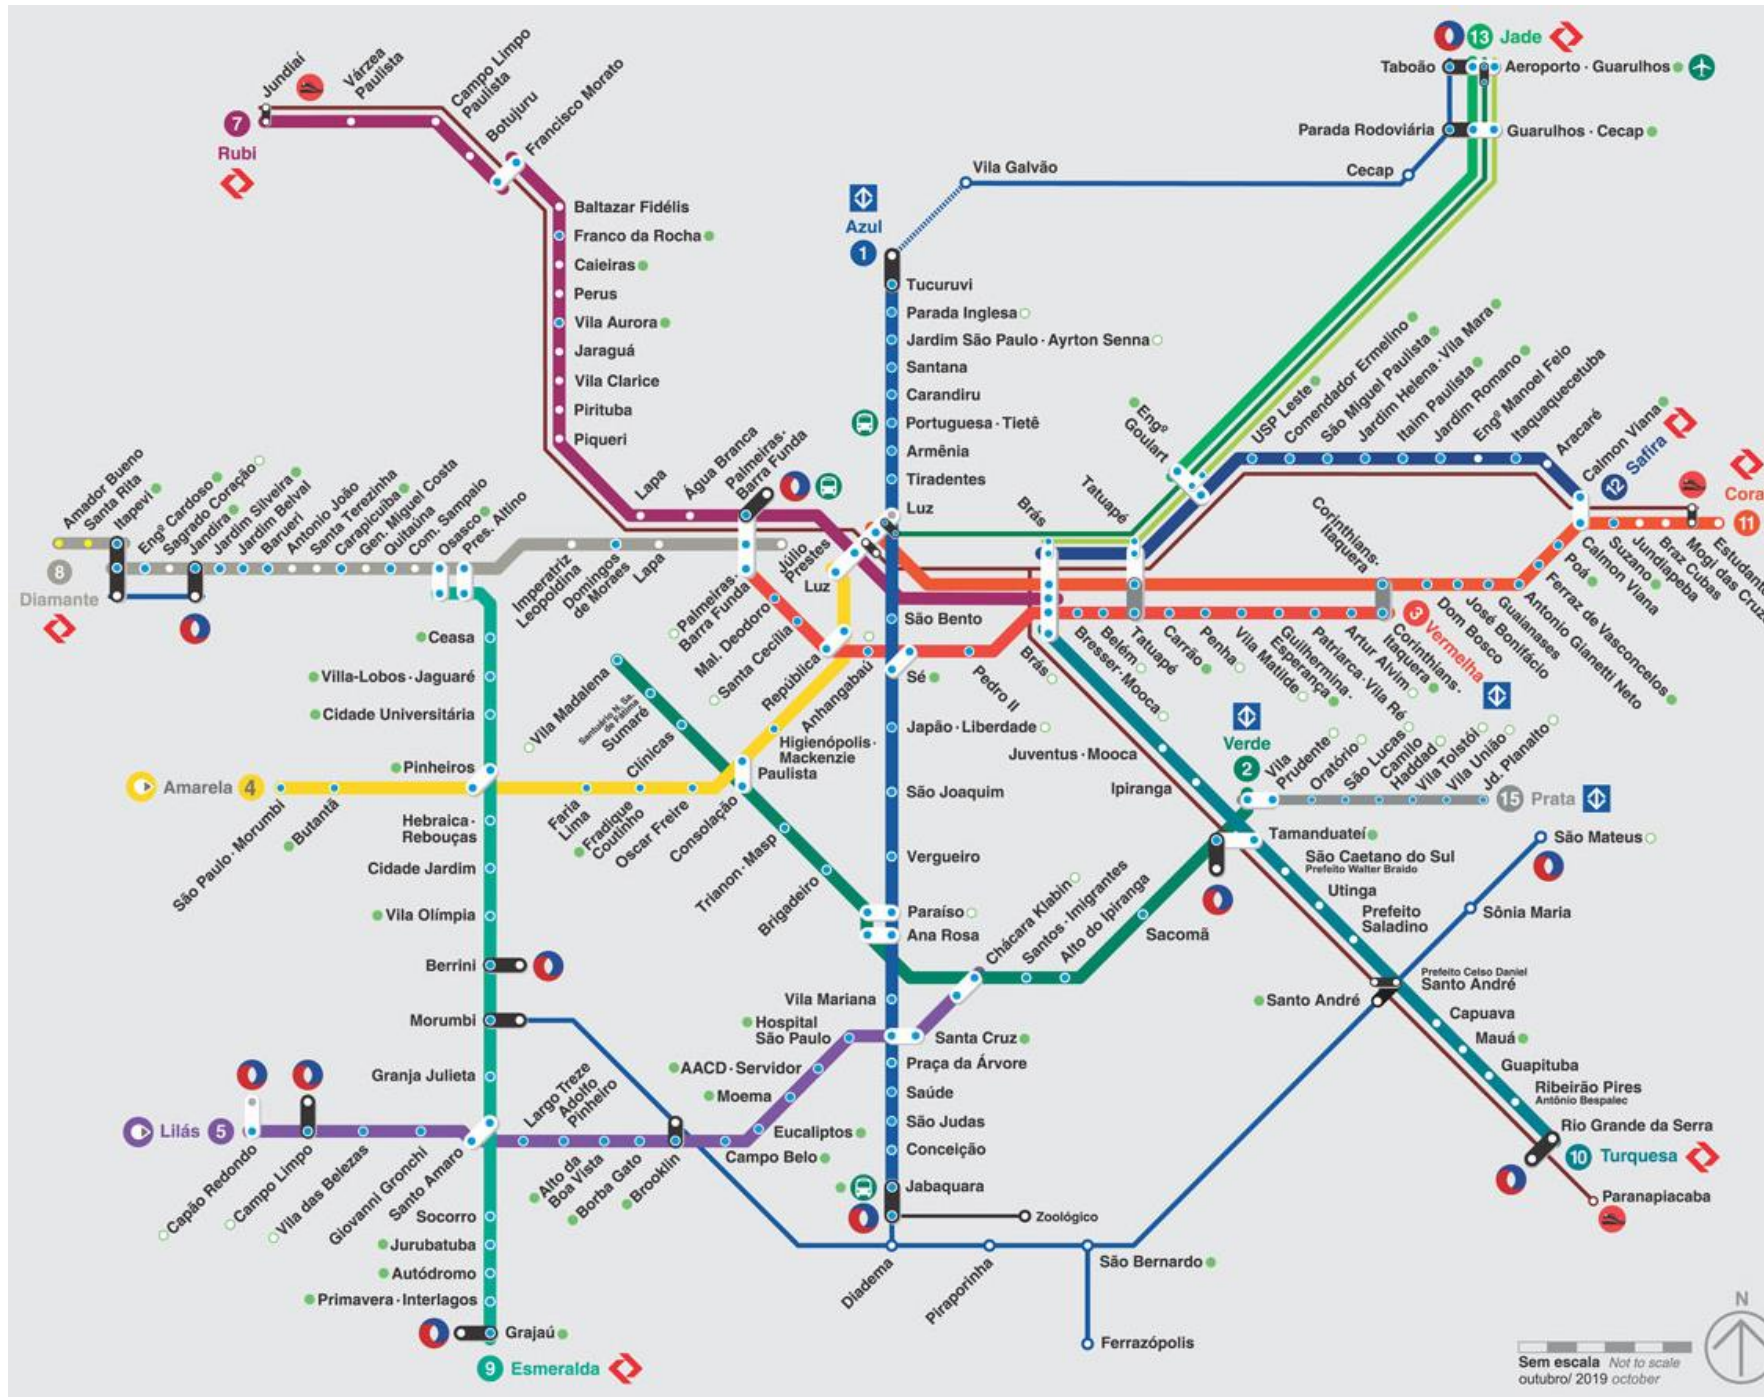 Jundiaí
Várzea
Paulista
Campo Limpo
Paulista
Botujuru
Francisco Morato
7
Rubi
Baltazar Fidélis
Franco da Rocha
Caieiras
Perus
Vila Aurora
Jaraguá
Vila Clarice
Pirituba
Piqueri
Lapa
Água Branca
Palmeiras-
Barra Funda
13 Jade
Taboão
Aeroporto · Guarulhos
Parada Rodoviária
Guarulhos · Cecap
Cecap
Vila Galvão
Azul
1
Tucuruvi
Parada Inglesa
Jardim São Paulo · Ayrton Senna
Santana
Carandiru
Portuguesa · Tietê
Armênia
Tiradentes
Luz
São Bento
Sé
Japão · Liberdade
São Joaquim
Vergueiro
Paraíso
Ana Rosa
Vila Mariana
Santa Cruz
Praça da Árvore
Saúde
São Judas
Conceição
Jabaquara
Zoológico
Engº
Goulart
USP Leste
Comendador Ermelino
São Miguel Paulista
Jardim Helena · Vila Mara
Itaim Paulista
Jardim Romano
Engº Manoel Feio
Itaquaquecetuba
Aracaré
Calmon Viana
12 Safira
Cora
11
Brás
Tatuapé
Corinthians-
Itaquera
Dom Bosco
José Bonifácio
Guaianases
Antonio Gianetti Neto
Ferraz de Vasconcelos
Poá
Calmon Viana
Suzano
Jundiapeba
Braz Cubas
Mogi das Cruz
Estudan
Amador Bueno
Santa Rita
Itapevi
Engº Cardoso
Sagrado Coração
Jandira
Jardim Silveira
Jardim Belval
Barueri
Antonio João
Santa Terezinha
Carapicuíba
Gen. Miguel Costa
Quitaúna
Com. Sampaio
Osasco
Pres. Altino
8
Diamante
Imperatriz
Leopoldina
Domingos
de Moraes
Lapa
Júlio
Prestes
Luz
Palmeiras-
Barra Funda
Mal. Deodoro
Santa Cecília
República
Anhangabaú
Pedro II
Brás
Bresser · Mooca
Belém
Tatuapé
Carrão
Penha
Vila Matilde
Guilhermina ·
Esperança
Patriarca · Vila Ré
Artur Alvim
Corinthians-
Itaquera
3 Vermelha
Ceasa
Villa-Lobos · Jaguaré
Cidade Universitária
Pinheiros
Hebraica -
Rebouças
Cidade Jardim
Vila Olímpia
Berrini
Morumbi
Granja Julieta
Santo Amaro
Socorro
Jurubatuba
Autódromo
Primavera · Interlagos
Grajaú
9 Esmeralda
Amarela 4
São Paulo · Morumbi
Butantã
Faria
Lima
Fradique
Coutinho
Oscar Freire
Paulista
Higienópolis ·
Mackenzie
Vila Madalena
Santuário N. Sa.
de Fátima
Sumaré
Clínicas
Consolação
Trianon · Masp
Brigadeiro
Chácara Klabin
Santos · Imigrantes
Alto do Ipiranga
Sacomã
Tamanduateí
Verde
2
Vila
Prudente
Oratório
São Lucas
Camilo
Haddad
Vila Tolstói
Vila União
Jd. Planalto
15 Prata
Juventus · Mooca
Ipiranga
São Caetano do Sul
Prefeito Walter Braido
Utinga
Prefeito
Saladino
Prefeito Celso Daniel
Santo André
Santo André
Capuava
Mauá
Guapituba
Ribeirão Pires
Antônio Bespalec
Rio Grande da Serra
10 Turquesa
Paranapiacaba
São Mateus
Sônia Maria
Lilás 5
Capão Redondo
Campo Limpo
Vila das Belezas
Giovanni Gronchi
Largo Treze
Adolfo
Pinheiro
Alto da
Boa Vista
Borba Gato
Brooklin
Campo Belo
Eucaliptos
Moema
AACD · Servidor
Hospital
São Paulo
Diadema
Piraporinha
São Bernardo
Ferrazópolis
N
Sem escala Not to scale
outubro/ 2019 october